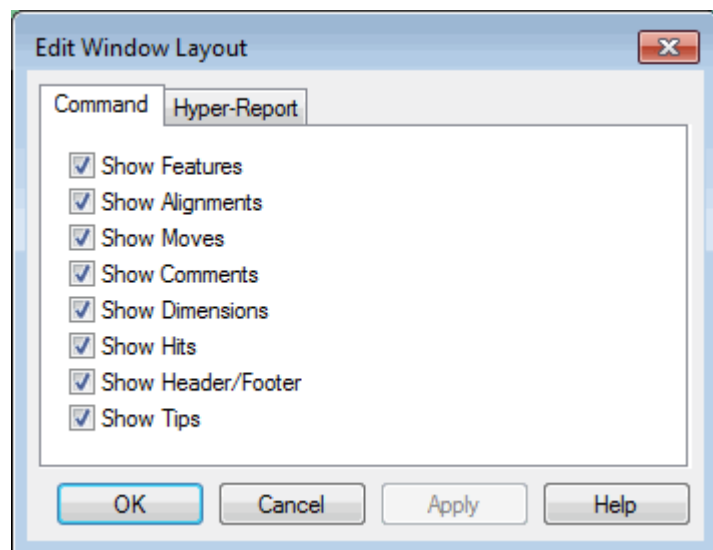 Edit Window Layout
Command Hyper-Report
Show Features
Show Alignments
Show Moves
Show Comments
Show Dimensions
Show Hits
Show Header/Footer
Show Tips
OK Cancel Apply Help